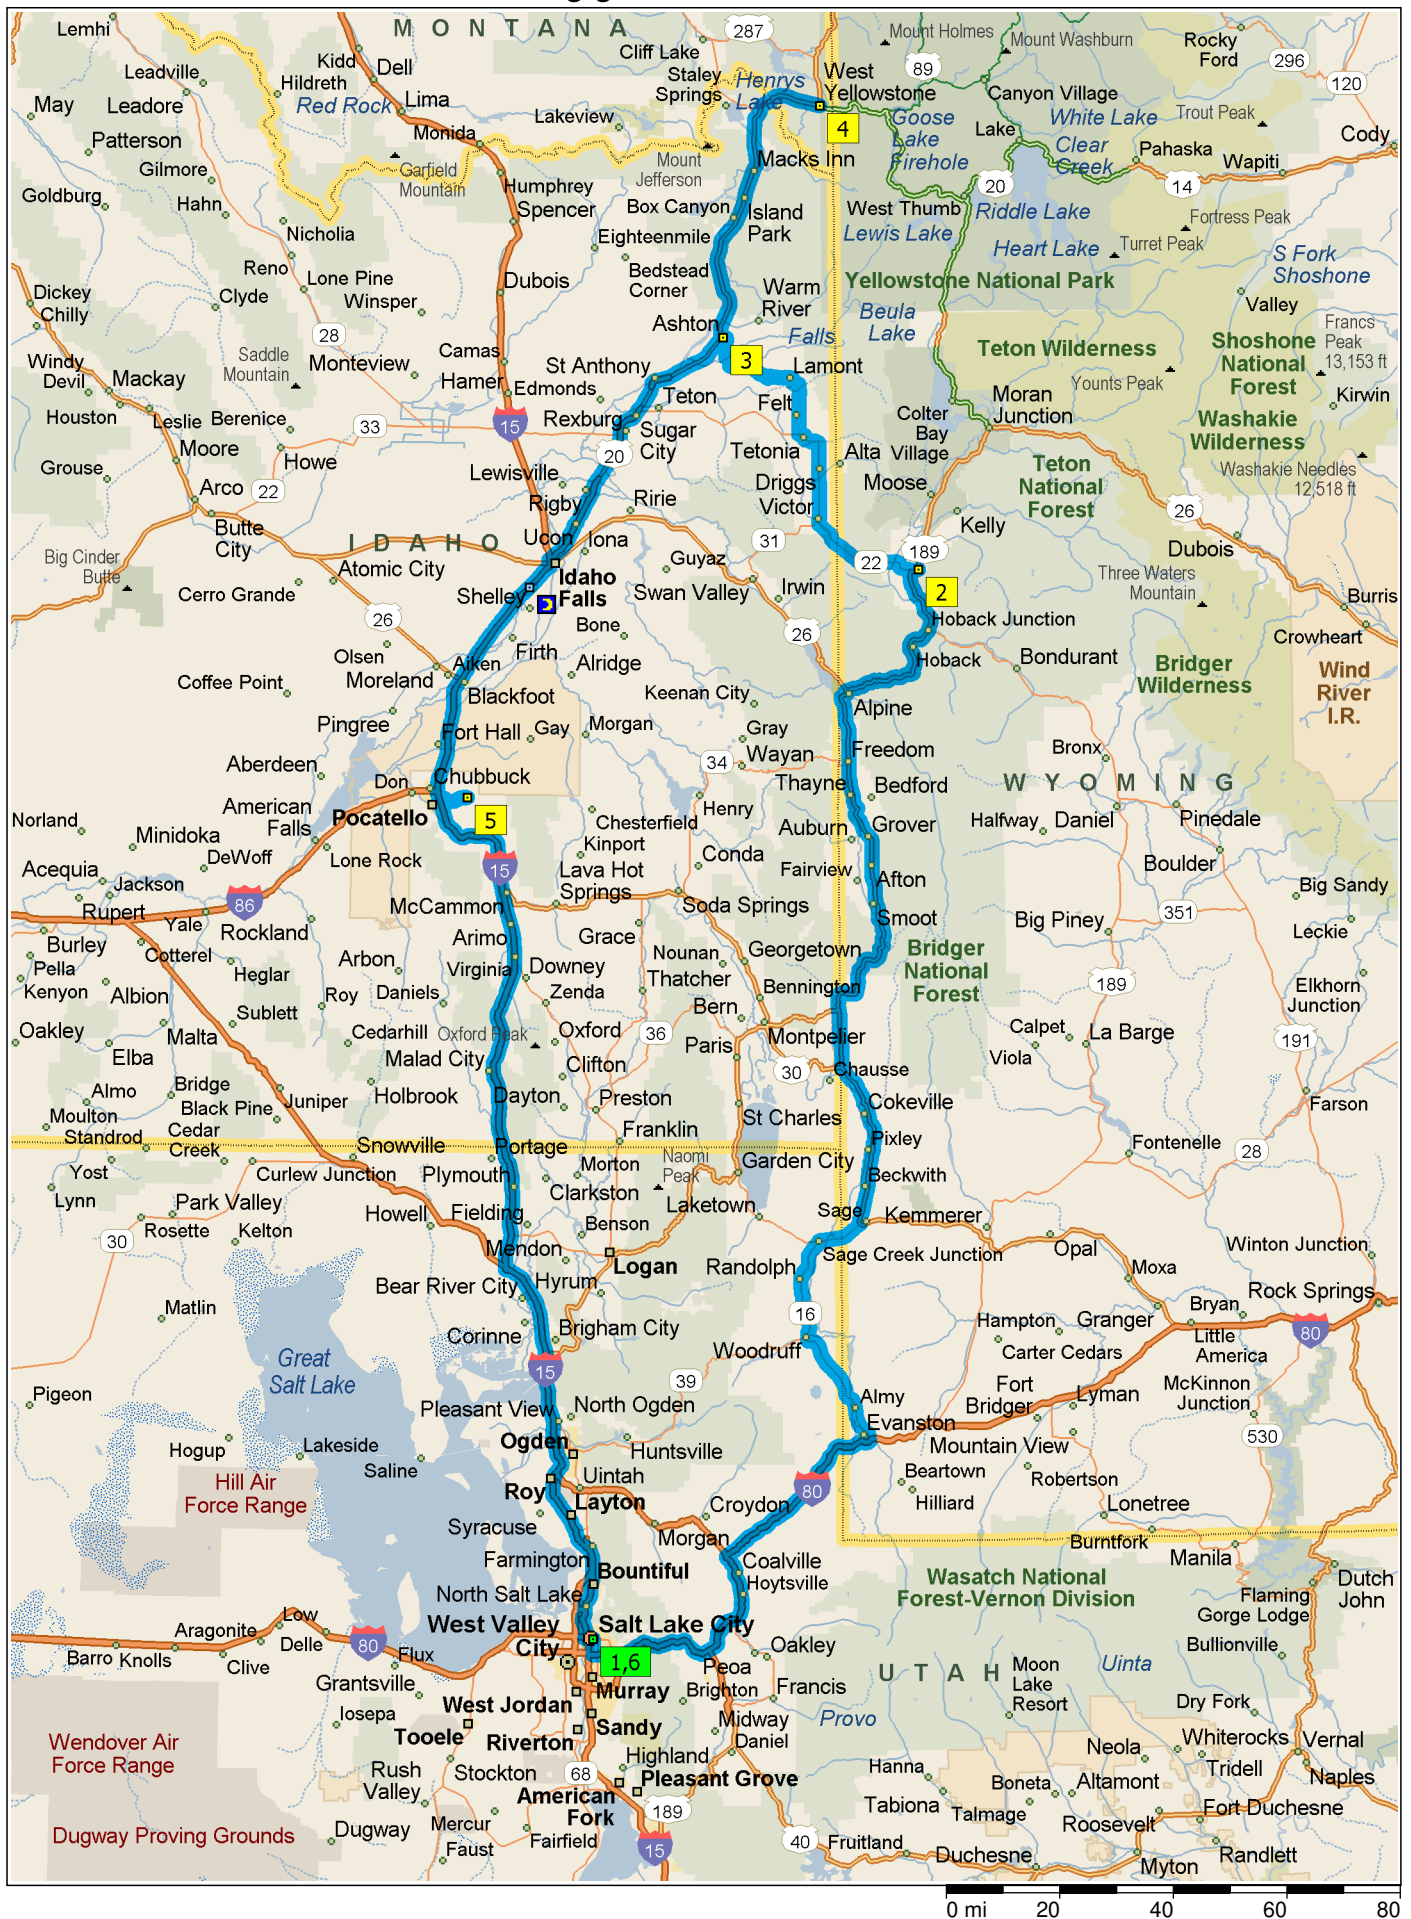 MONTANA
Lemhi
Leadville
May
Leadore
Patterson
Gilmore
Goldburg
Hahn
Kidd
Dell
Hildreth
Red Rock
Lima
Monida
Garfield
Mountain
Humphrey
Spencer
Nicholia
Reno
Lone Pine
Winsper
Clyde
Dubois
28
Cliff Lake
Staley
Springs
287
Henrys
Lake
Lakeview
Mount
Jefferson
West
Yellowstone
4
Macks Inn
Box Canyon
Island
Park
Eighteenmile
Bedstead
Corner
Warm
River
Ashton
3
Falls
Mount Holmes
Mount Washburn
89
Rocky
Ford
296
120
Canyon Village
Goose
Lake
Firehole
White Lake
Trout Peak
Lake
Clear
Creek
Pahaska
Cody
Wapiti
20
14
West Thumb
Riddle Lake
Lewis Lake
Heart Lake
Fortress Peak
Turret Peak
S Fork
Shoshone
Yellowstone National Park
Beula
Lake
Valley
Teton Wilderness
Shoshone
National
Forest
Francs
Peak
13,153 ft
Younts Peak
Kirwin
Washakie
Wilderness
Washakie Needles
12,518 ft
Dickey
Chilly
Windy
Devil
Mackay
Houston
Leslie
Berenice
Saddle
Mountain
Monteview
Camas
Hamer
St Anthony
Edmonds
Teton
Lamont
Felt
Moran
Junction
Colter
Bay
Village
15
33
Rexburg
Sugar
City
20
Moore
Howe
Grouse
Arco
22
Lewisville
Rigby
Ririe
Tetonia
Alta
Driggs
Victor
Moose
Teton
National
Forest
26
Kelly
Butte
City
IDAHO
Ucon
Iona
31
22
189
Dubois
Big Cinder
Butte
Atomic City
Idaho
Falls
Guyaz
Swan Valley
Irwin
2
Three Waters
Mountain
Burris
Cerro Grande
Shelley
26
Bone
26
Hoback Junction
Crowheart
Olsen
Moreland
Aiken
Firth
Alridge
Hoback
Bondurant
Bridger
Wilderness
Wind
River
I.R.
Coffee Point
Blackfoot
Keenan City
Alpine
Pingree
Fort Hall
Gay
Morgan
Gray
Wayan
Freedom
Bronx
Aberdeen
Don
Chubbuck
34
Thayne
Bedford
WYOMING
American
Falls
Pocatello
5
Henry
Norland
Minidoka
DeWoff
Lone Rock
Chesterfield
Kinport
Conda
Auburn
Grover
Halfway
Daniel
Pinedale
Acequia
Jackson
15
Lava Hot
Springs
Fairview
Afton
Boulder
Big Sandy
Rupert
86
Yale
Rockland
McCammon
Soda Springs
Smoot
Big Piney
351
Leckie
Burley
Cotterel
Arimo
Grace
Nounan
Georgetown
Bridger
National
Forest
Pella
Kenyon
Heglar
Arbon
Virginia
Downey
Thatcher
189
Elkhorn
Junction
Albion
Roy
Daniels
Zenda
Bern
Bennington
Sublett
Oakley
Malta
Cedarhill
Oxford Peak
Oxford
36
Montpelier
Calpet
La Barge
191
Elba
Malad City
Clifton
Paris
30
Chausse
Viola
Almo
Bridge
Juniper
Holbrook
Dayton
Preston
Cokeville
Farson
Moulton
Black Pine
St Charles
Standrod
Cedar
Creek
Snowville
Portage
Franklin
Pixley
Fontenelle
28
Yost
Curlew Junction
Plymouth
Morton
Naomi
Peak
Garden City
Beckwith
Lynn
Park Valley
Clarkston
Laketown
Howell
Fielding
Benson
Sage
Kemmerer
Rosette
Kelton
30
Mendon
Logan
Randolph
Sage Creek Junction
Opal
Winton Junction
Bear River City
Hyrum
Moxa
Rock Springs
Matlin
16
Bryan
Corinne
Brigham City
Hampton
Granger
Little
America
80
Great
Salt Lake
15
Woodruff
Carter Cedars
39
Fort
Bridger
Lyman
McKinnon
Junction
Pigeon
Pleasant View
North Ogden
Almy
Evanston
Hogup
Lakeside
Ogden
Huntsville
Mountain View
530
Saline
Beartown
Robertson
Hill Air
Force Range
Uintah
80
Roy
Layton
Croydon
Hilliard
Lonetree
Syracuse
Morgan
Burntfork
Farmington
Coalville
Manila
Bountiful
Hoytsville
Wasatch National
Forest-Vernon Division
Dutch
John
North Salt Lake
Flaming
Gorge Lodge
West Valley
City
Salt Lake City
Low
Aragonite
Delle
80
Flux
Oakley
Bullionville
Barro Knolls
Clive
1,6
Peoa
UTAH
Moon
Lake
Resort
Uinta
Grantsville
Murray
Brighton
Francis
Iosepa
West Jordan
Dry Fork
Tooele
Sandy
Midway
Provo
Wendover Air
Force Range
Riverton
Daniel
Neola
Whiterocks
Vernal
Rush
Valley
Stockton
Highland
Hanna
Tridell
68
Pleasant Grove
Boneta
Altamont
Naples
American
Fork
189
Tabiona
Talmage
Fort Duchesne
Dugway Proving Grounds
Dugway
Mercur
Roosevelt
Faust
Fairfield
15
40
Fruitland
Duchesne
Myton
Randlett
0 mi
20
40
60
80